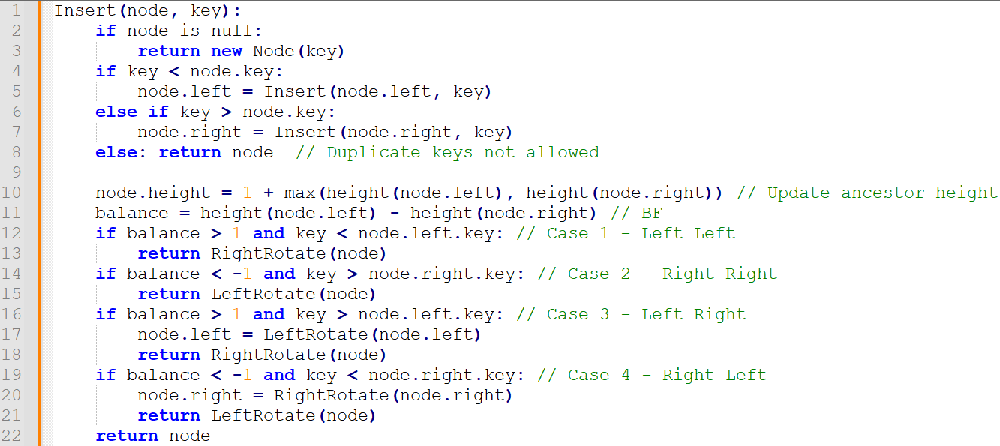 1 Insert(node, key):
2 if node is null:
3 return new Node(key)
4 if key < node.key:
5 node.left = Insert(node.left, key)
6 else if key > node.key:
7 node.right = Insert(node.right, key)
8 else: return node  // Duplicate keys not allowed
9
10 node.height = 1 + max(height(node.left), height(node.right)) // Update ancestor height
11 balance = height(node.left) - height(node.right) // BF
12 if balance > 1 and key < node.left.key: // Case 1 - Left Left
13 return RightRotate(node)
14 if balance < -1 and key > node.right.key: // Case 2 - Right Right
15 return LeftRotate(node)
16 if balance > 1 and key > node.left.key: // Case 3 - Left Right
17 node.left = LeftRotate(node.left)
18 return RightRotate(node)
19 if balance < -1 and key < node.right.key: // Case 4 - Right Left
20 node.right = RightRotate(node.right)
21 return LeftRotate(node)
22 return node